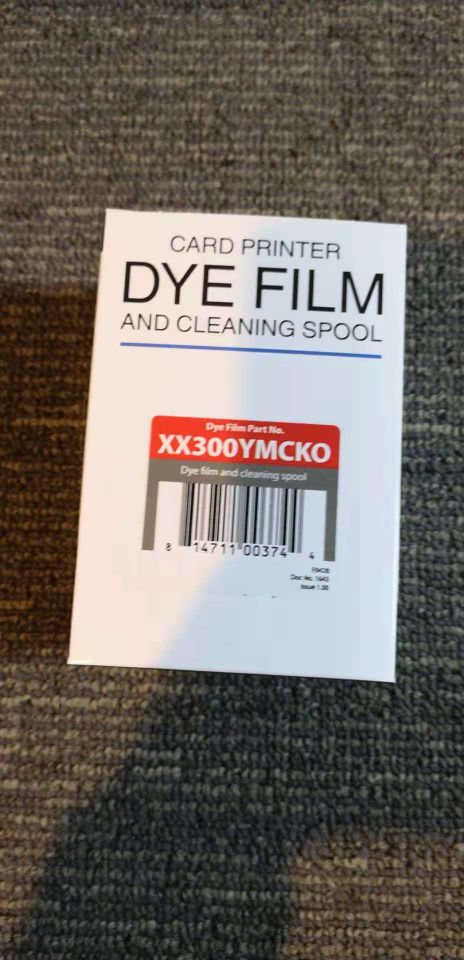 CARD PRINTER
DYE FILM
AND CLEANING SPOOL
Dye Film Part No.
XX300YMCKO
Dye film and cleaning spool
8 14711 00374 4
Doc No. 1643
Issue 1.00